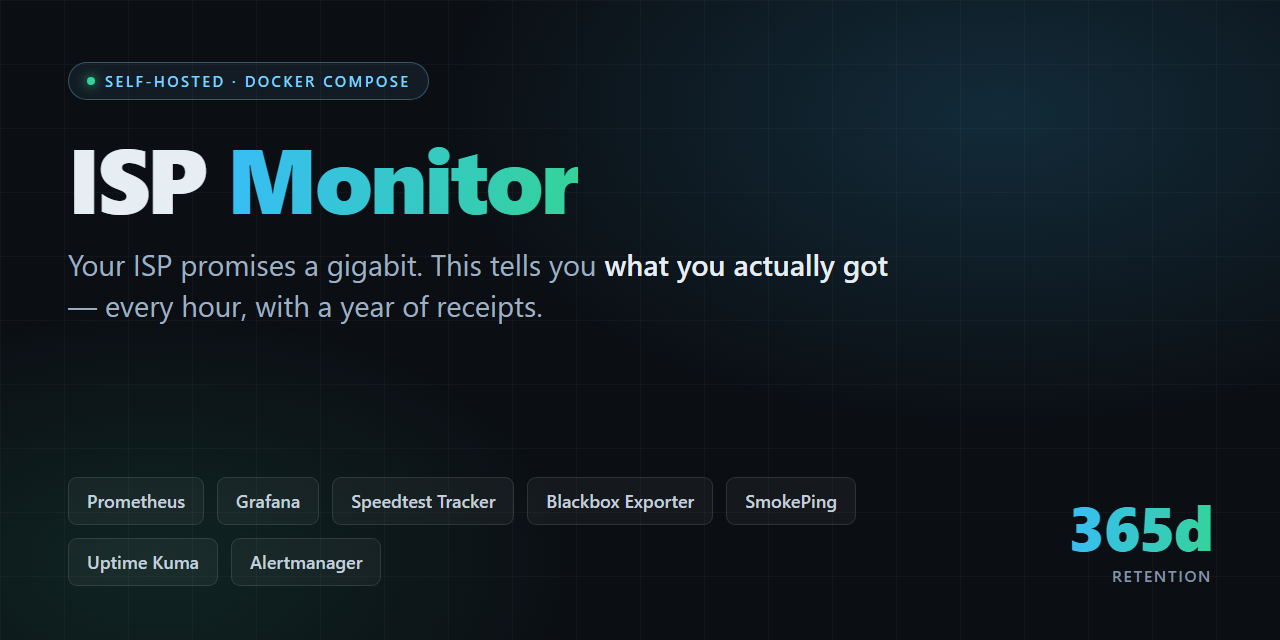 SELF-HOSTED · DOCKER COMPOSE
ISP Monitor
Your ISP promises a gigabit. This tells you what you actually got
— every hour, with a year of receipts.
Prometheus Grafana Speedtest Tracker Blackbox Exporter SmokePing
Uptime Kuma Alertmanager
365d
RETENTION